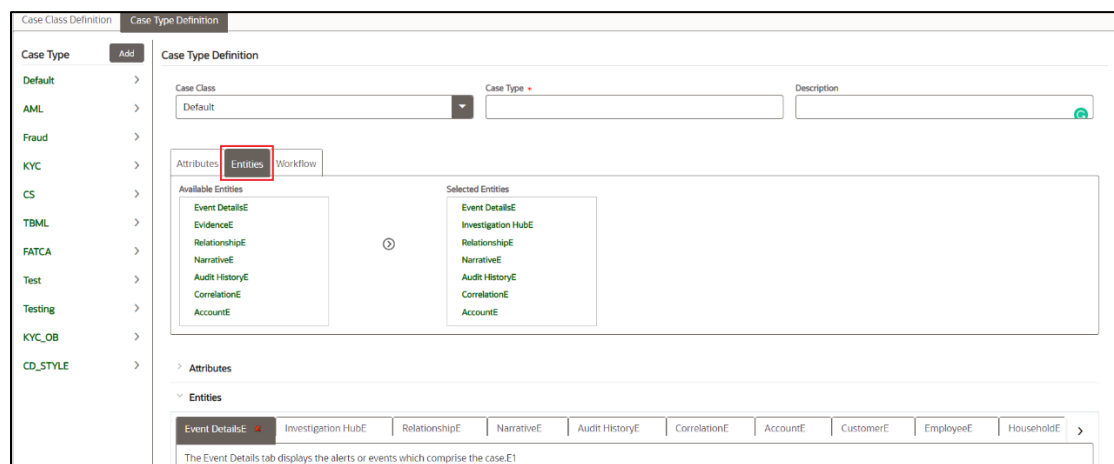 Case Class Definition
Case Type Definition
Case Type
Add
Default
AML
Fraud
KYC
CS
TBML
FATCA
Test
Testing
KYC_OB
CD_STYLE
Case Type Definition
Case Class
Case Type *
Description
Default
Attributes
Entities
Workflow
Available Entities
Event DetailsE
EvidenceE
RelationshipE
NarrativeE
Audit HistoryE
CorrelationE
AccountE
Selected Entities
Event DetailsE
Investigation HubE
RelationshipE
NarrativeE
Audit HistoryE
CorrelationE
AccountE
Attributes
Entities
Event DetailsE
Investigation HubE
RelationshipE
NarrativeE
Audit HistoryE
CorrelationE
AccountE
CustomerE
EmployeeE
HouseholdE
The Event Details tab displays the alerts or events which comprise the case.E1